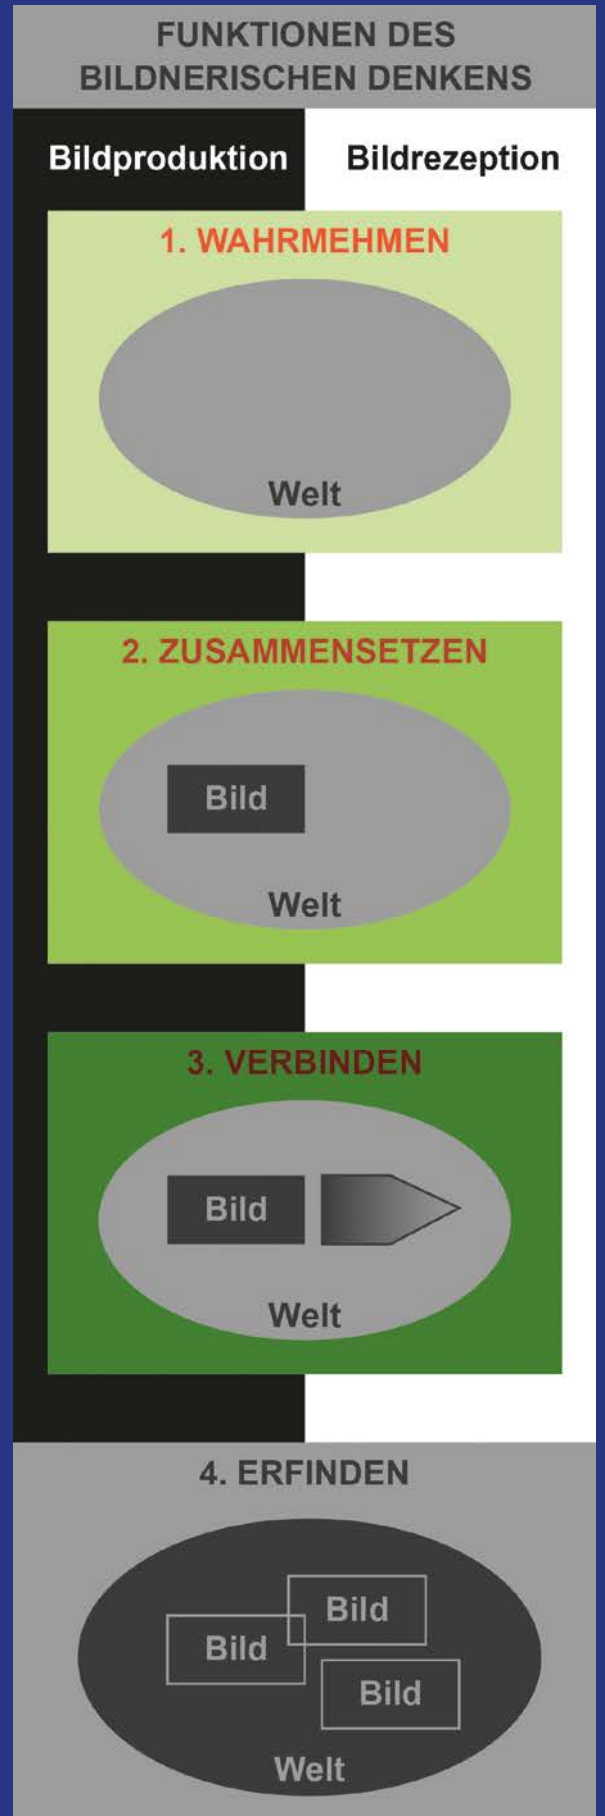 FUNKTIONEN DES
BILDNERISCHEN DENKENS
Bildproduktion
Bildrezeption
1. WAHRMEHMEN
Welt
2. ZUSAMMENSETZEN
Bild
Welt
3. VERBINDEN
Bild
Welt
4. ERFINDEN
Bild
Bild
Bild
Welt